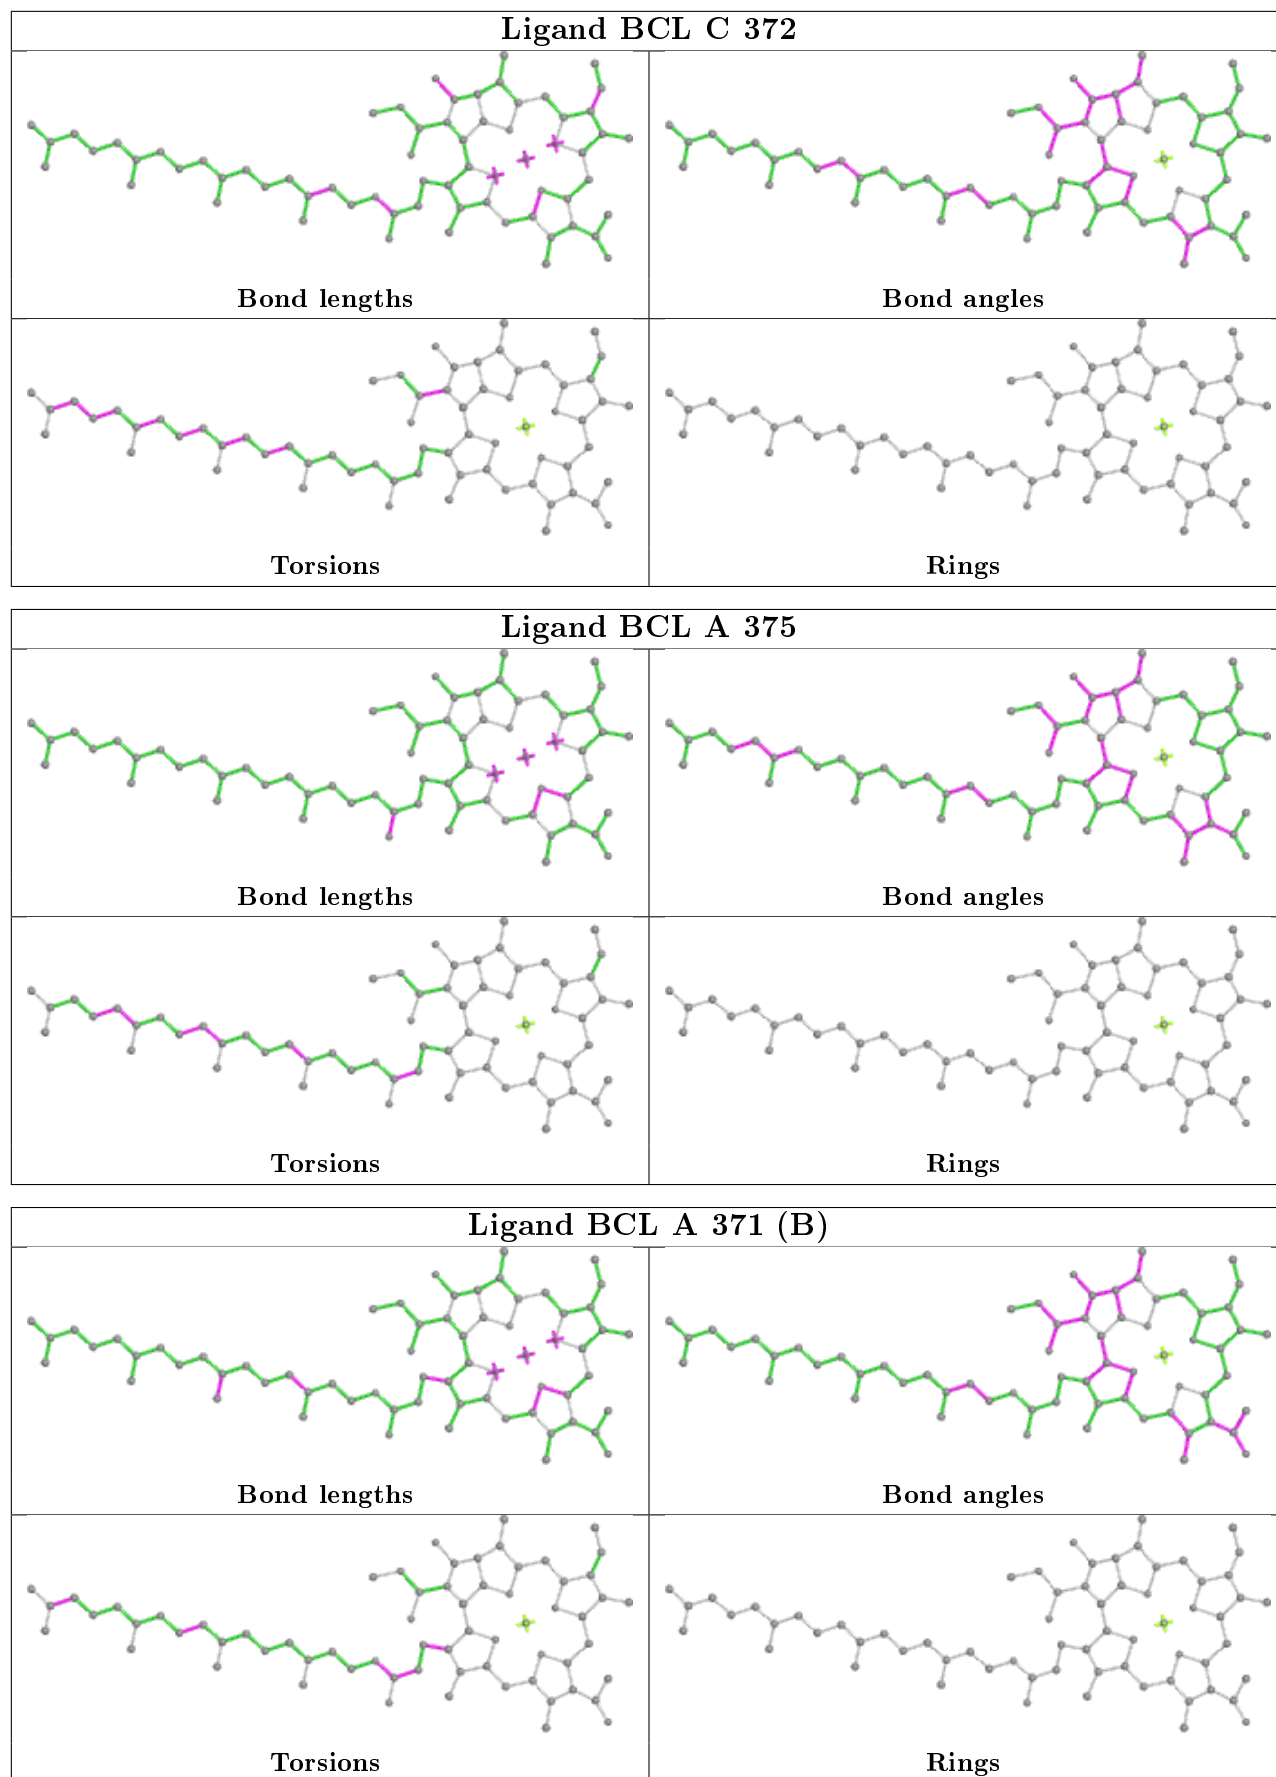 Ligand BCL C 372
Bond lengths
Bond angles
Torsions
Rings
Ligand BCL A 375
Bond lengths
Bond angles
Torsions
Rings
Ligand BCL A 371 (B)
Bond lengths
Bond angles
Torsions
Rings